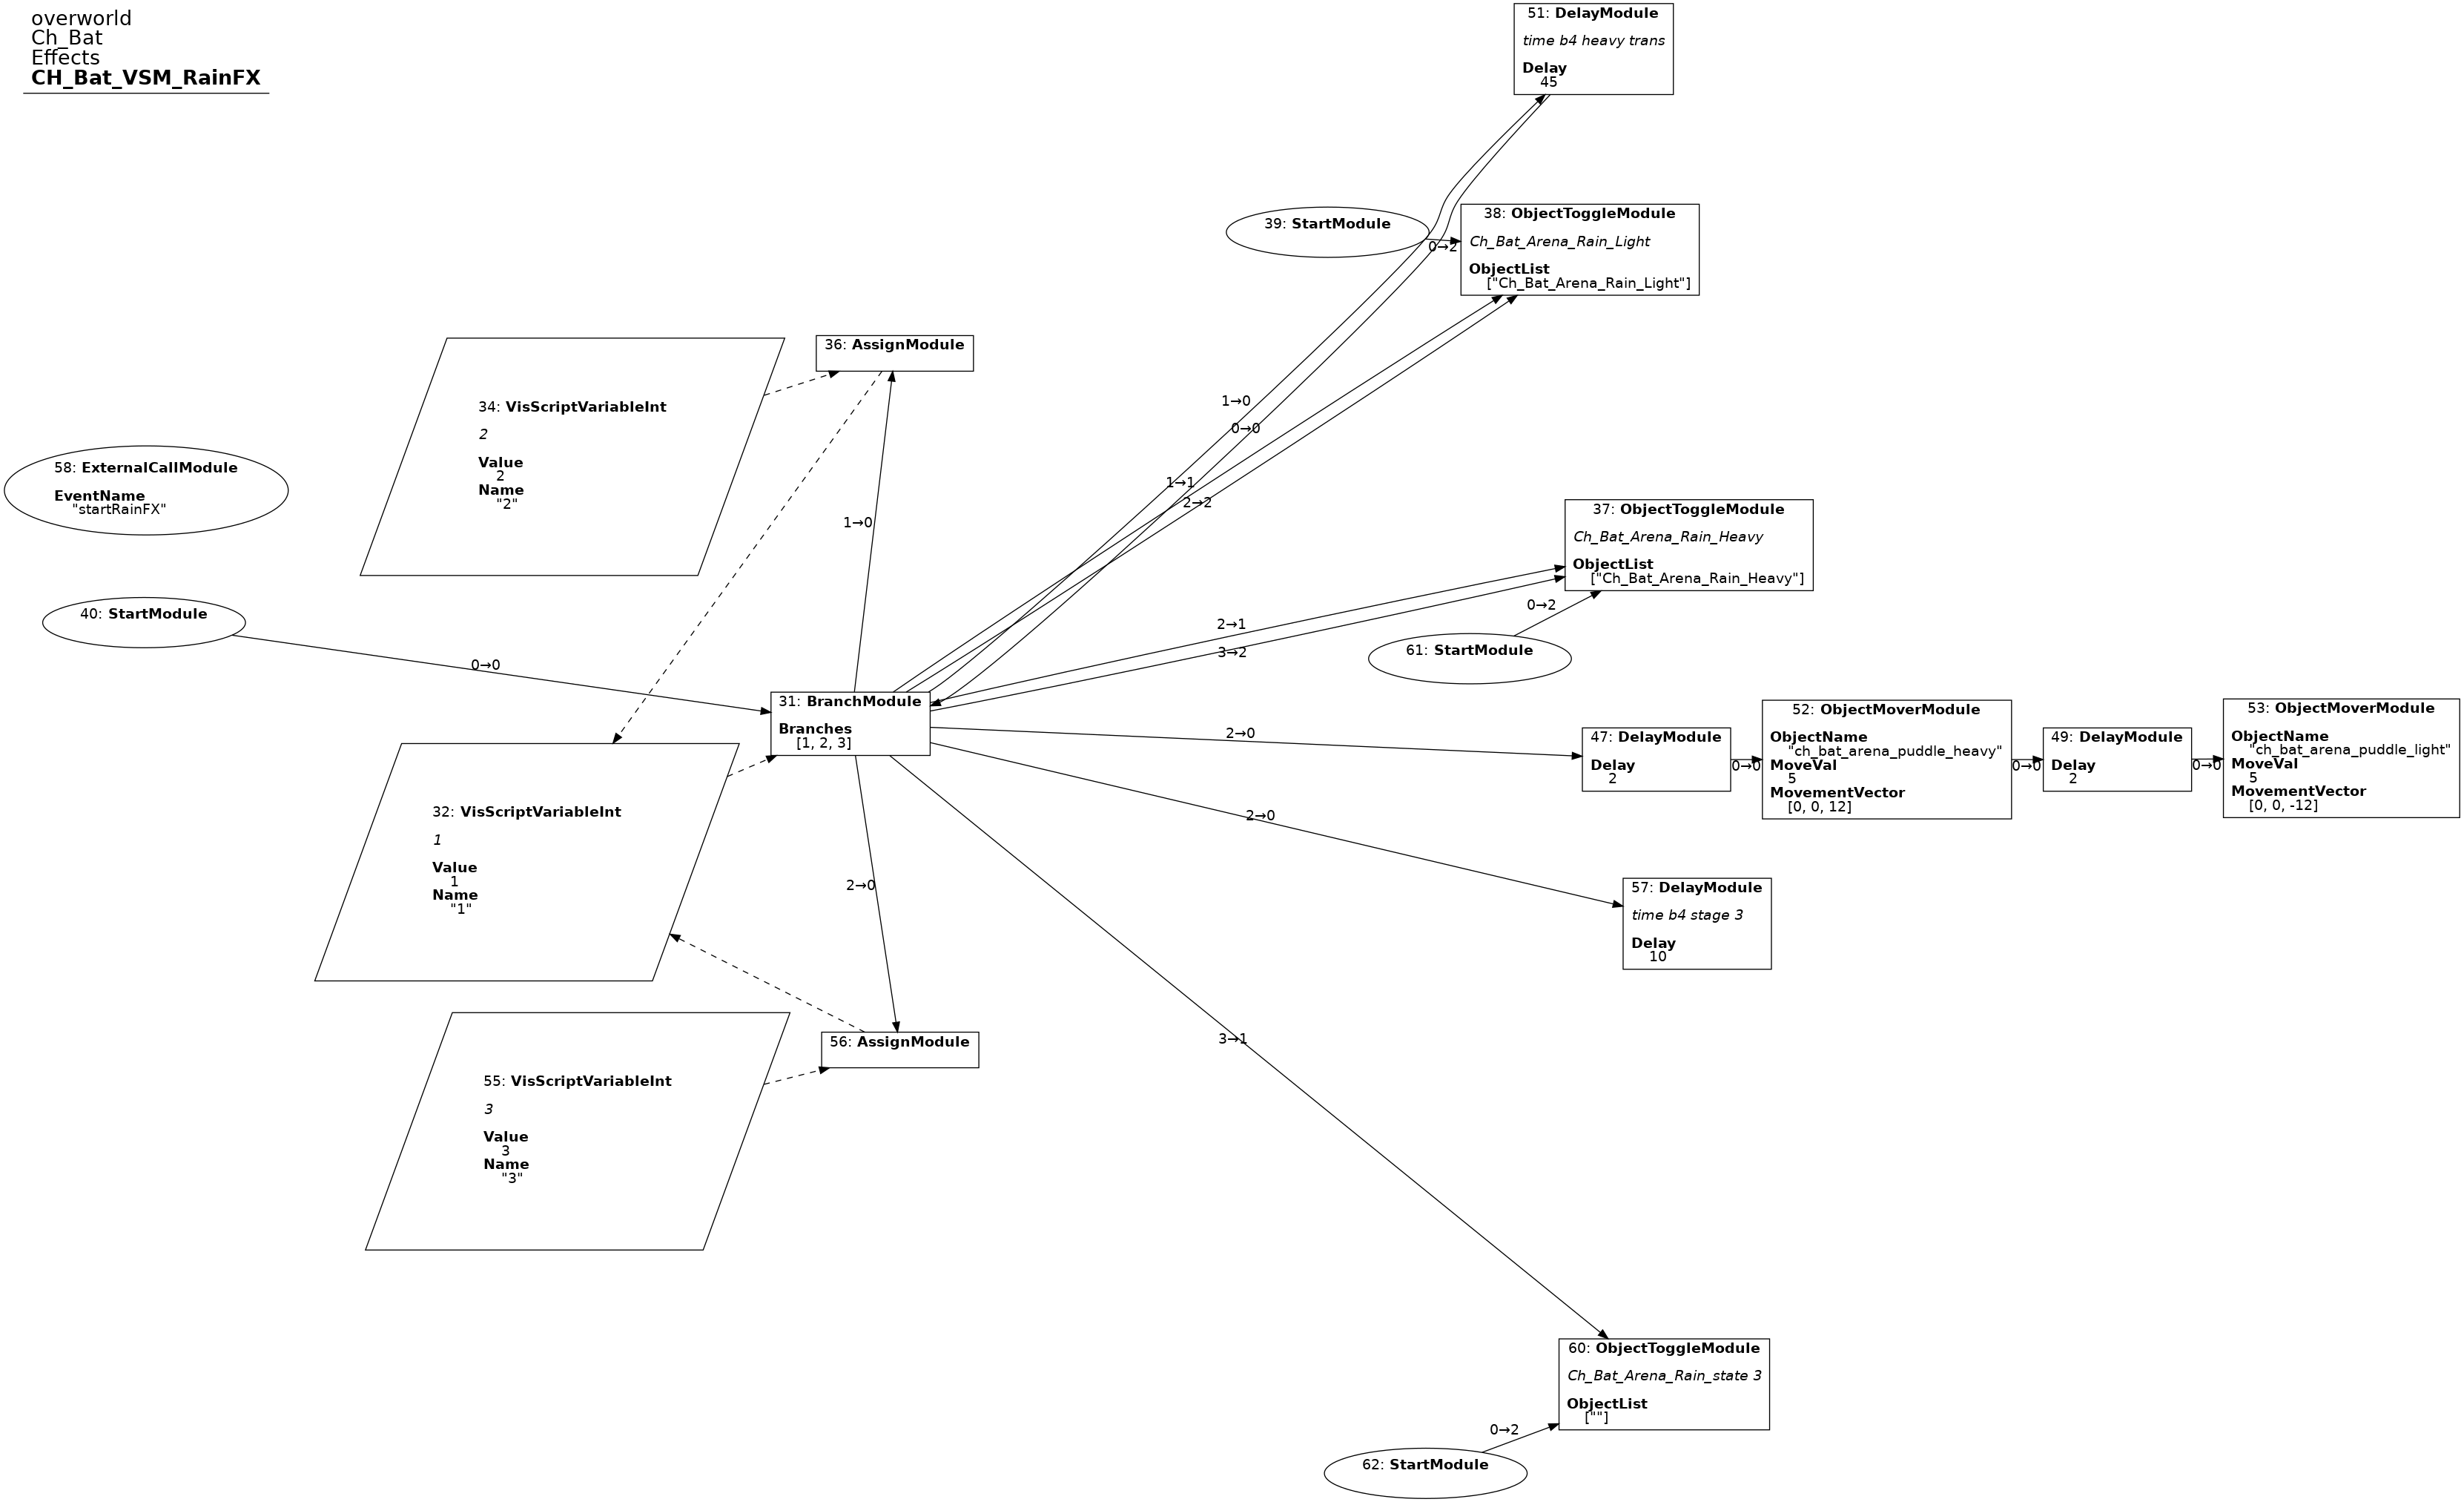 overworld
Ch_Bat
Effects
CH_Bat_VSM_RainFX
51: DelayModule
time b4 heavy trans
Delay
45
39: StartModule
0→2
38: ObjectToggleModule
Ch_Bat_Arena_Rain_Light
ObjectList
["Ch_Bat_Arena_Rain_Light"]
36: AssignModule
34: VisScriptVariableInt
2
Value
2
Name
"2"
1→0
0→0
58: ExternalCallModule
EventName
"startRainFX"
1→1
2→2
1→0
37: ObjectToggleModule
Ch_Bat_Arena_Rain_Heavy
ObjectList
["Ch_Bat_Arena_Rain_Heavy"]
40: StartModule
0→0
0→2
2→1
3→2
61: StartModule
31: BranchModule
Branches
[1, 2, 3]
2→0
47: DelayModule
Delay
2
0→0
52: ObjectMoverModule
ObjectName
"ch_bat_arena_puddle_heavy"
MoveVal
5
MovementVector
[0, 0, 12]
0→0
49: DelayModule
Delay
2
0→0
53: ObjectMoverModule
ObjectName
"ch_bat_arena_puddle_light"
MoveVal
5
MovementVector
[0, 0, -12]
32: VisScriptVariableInt
1
Value
1
Name
"1"
2→0
2→0
57: DelayModule
time b4 stage 3
Delay
10
56: AssignModule
3→1
55: VisScriptVariableInt
3
Value
3
Name
"3"
60: ObjectToggleModule
Ch_Bat_Arena_Rain_state 3
ObjectList
[""]
0→2
62: StartModule